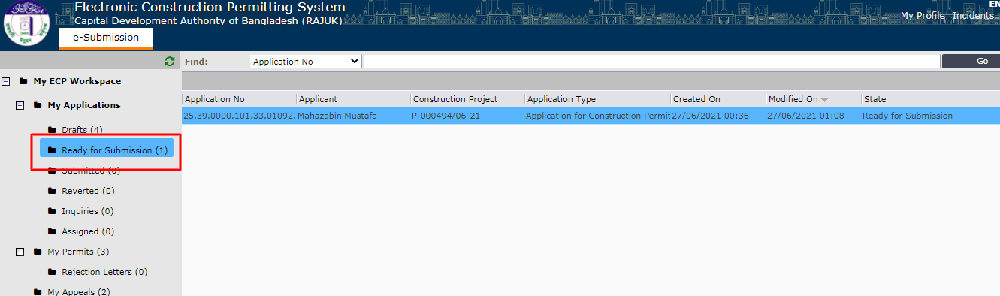 Electronic Construction Permitting System
Capital Development Authority of Bangladesh (RAJUK)
EN
My Profile Incidents
e-Submission
Find: Application No Go
My ECP Workspace
My Applications
Drafts (4)
Ready for Submission (1)
Submitted (0)
Reverted (0)
Inquiries (0)
Assigned (0)
My Permits (3)
Rejection Letters (0)
My Appeals (2)
Application No Applicant Construction Project Application Type Created On Modified On State
25.39.0000.101.33.01092. Mahazabin Mustafa P-000494/06-21 Application for Construction Permit 27/06/2021 00:36 27/06/2021 01:08 Ready for Submission